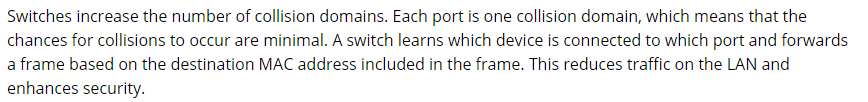 Switches increase the number of collision domains. Each port is one collision domain, which means that the
chances for collisions to occur are minimal. A switch learns which device is connected to which port and forwards
a frame based on the destination MAC address included in the frame. This reduces traffic on the LAN and
enhances security.